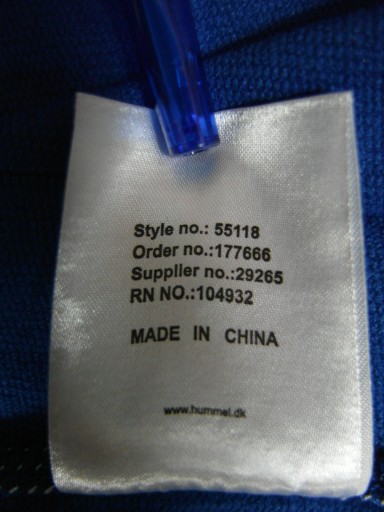 Style no.: 55118
Order no.:177666
Supplier no.:29265
RN NO.:104932
MADE IN CHINA
www.hummel.dk